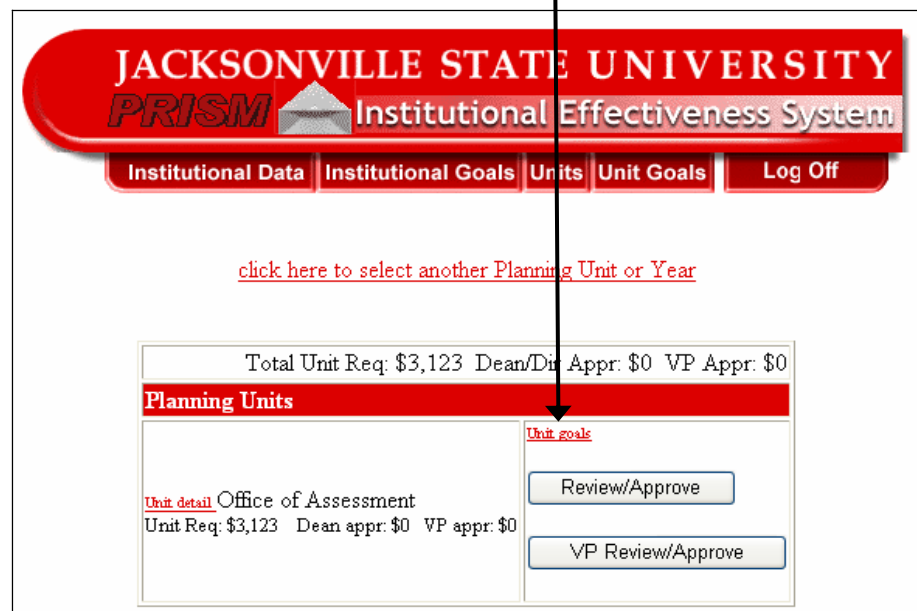 JACKSONVILLE STATE UNIVERSITY
PRISM Institutional Effectiveness System
Institutional Data Institutional Goals Units Unit Goals Log Off
click here to select another Planning Unit or Year
Total Unit Req: $3,123 Dean/Dir Appr: $0 VP Appr: $0
Planning Units
Unit goals
Review/Approve
Unit detail Office of Assessment
Unit Req: $3,123 Dean appr: $0 VP appr: $0
VP Review/Approve